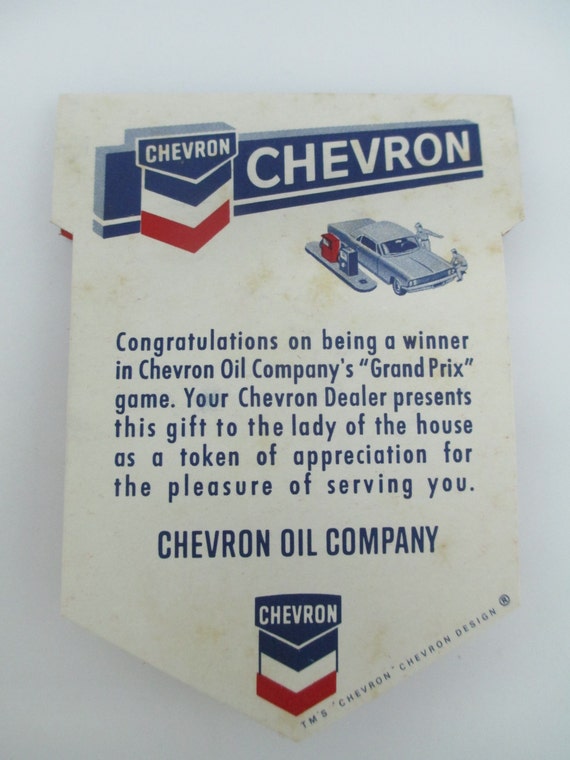 CHEVRON
CHEVRON
Congratulations on being a winner
in Chevron Oil Company's "Grand Prix"
game. Your Chevron Dealer presents
this gift to the lady of the house
as a token of appreciation for
the pleasure of serving you.
CHEVRON OIL COMPANY
CHEVRON
TM'S "CHEVRON" CHEVRON DESIGN ®